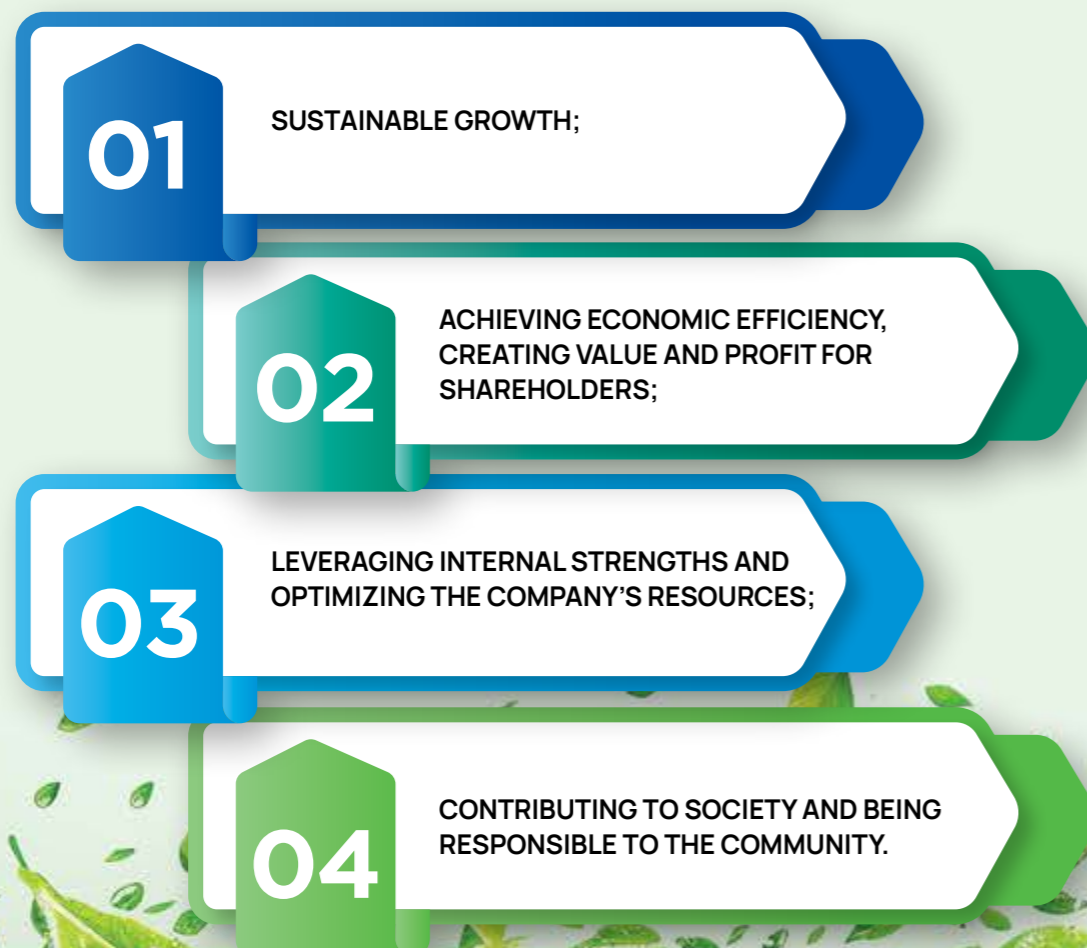 01
SUSTAINABLE GROWTH;
02
ACHIEVING ECONOMIC EFFICIENCY,
CREATING VALUE AND PROFIT FOR
SHAREHOLDERS;
03
LEVERAGING INTERNAL STRENGTHS AND
OPTIMIZING THE COMPANY’S RESOURCES;
04
CONTRIBUTING TO SOCIETY AND BEING
RESPONSIBLE TO THE COMMUNITY.